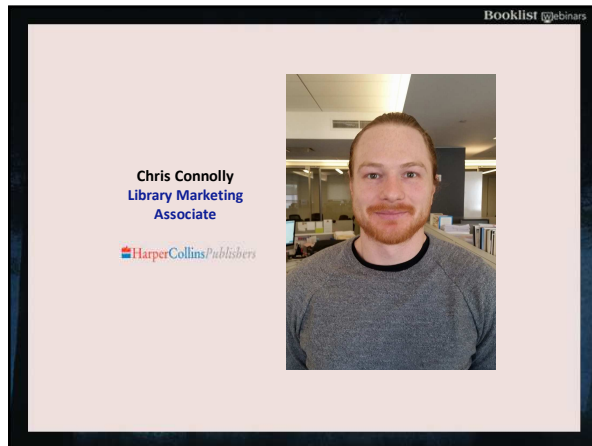 Booklist Webinars
Chris Connolly
Library Marketing
Associate
HarperCollinsPublishers